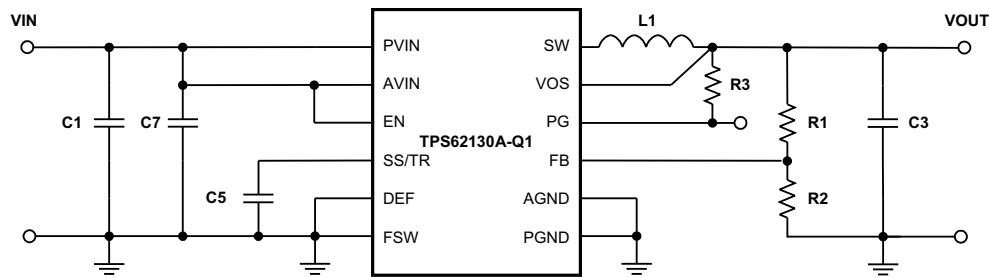 VIN
L1
VOUT
PVIN
SW
AVIN
VOS
R3
C1
C7
EN
PG
R1
C3
TPS62130A-Q1
SS/TR
FB
C5
DEF
AGND
R2
FSW
PGND